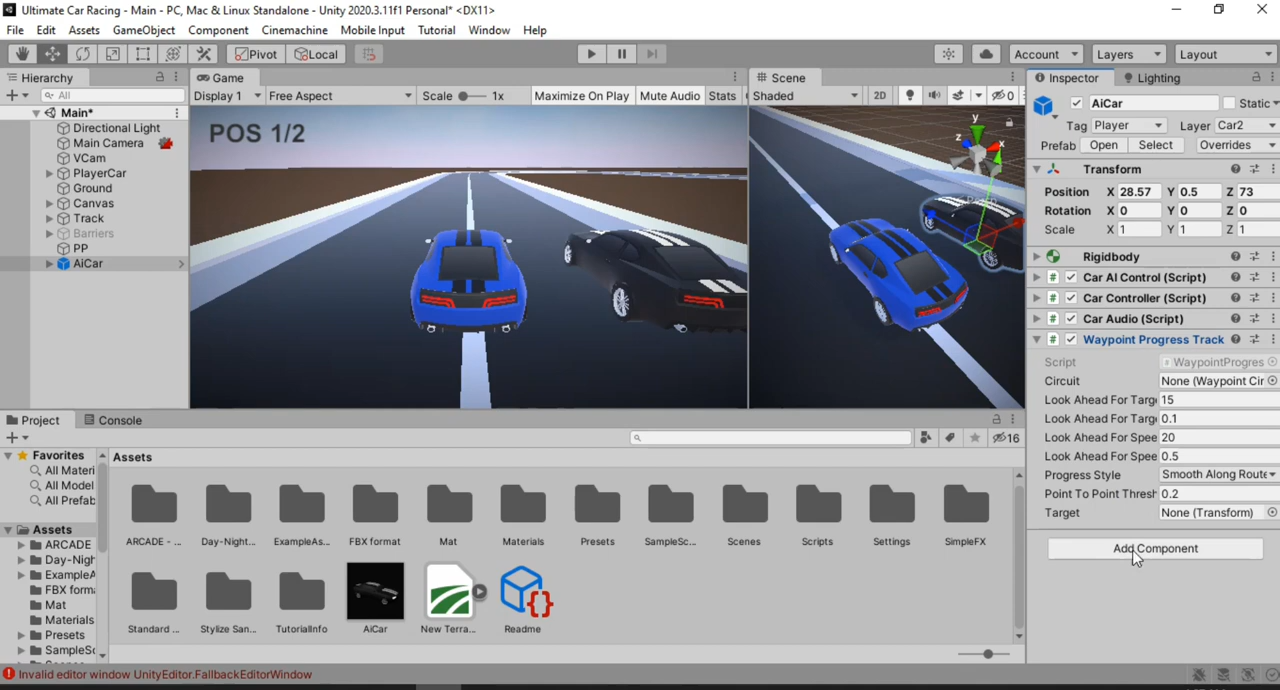 Ultimate Car Racing - Main - PC, Mac & Linux Standalone - Unity 2020.3.11f1 Personal* <DX11>
File Edit Assets GameObject Component Cinemachine Mobile Input Tutorial Window Help
Pivot Local Account Layers Layout
Hierarchy
All
Main*
Directional Light
Main Camera
VCam
PlayerCar
Ground
Canvas
Track
Barriers
PP
AiCar
Game
Display 1 Free Aspect Scale 1x Maximize On Play Mute Audio Stats
POS 1/2
Scene
Shaded 2D 0
y
z x
Inspector Lighting
AiCar Static
Tag Player Layer Car2
Prefab Open Select Overrides
Transform
Position X 28.57 Y 0.5 Z 73
Rotation X 0 Y 0 Z 0
Scale X 1 Y 1 Z 1
Rigidbody
# Car AI Control (Script)
# Car Controller (Script)
# Car Audio (Script)
# Waypoint Progress Track
Script # WaypointProgres
Circuit None (Waypoint Cir
Look Ahead For Targ 15
Look Ahead For Targ 0.1
Look Ahead For Spee 20
Look Ahead For Spee 0.5
Progress Style Smooth Along Route
Point To Point Thresh 0.2
Target None (Transform)
Add Component
Project Console
16
Favorites
All Materi
All Model
All Prefab
Assets
ARCADE
Day-Nigh
ExampleA
FBX form
Mat
Materials
Presets
SampleSc
Assets
ARCADE - ... Day-Night... ExampleAs... FBX format Mat Materials Presets SampleSc... Scenes Scripts Settings SimpleFX
Standard ... Stylize San... TutorialInfo AiCar New Terra... Readme
Invalid editor window UnityEditor.FallbackEditorWindow